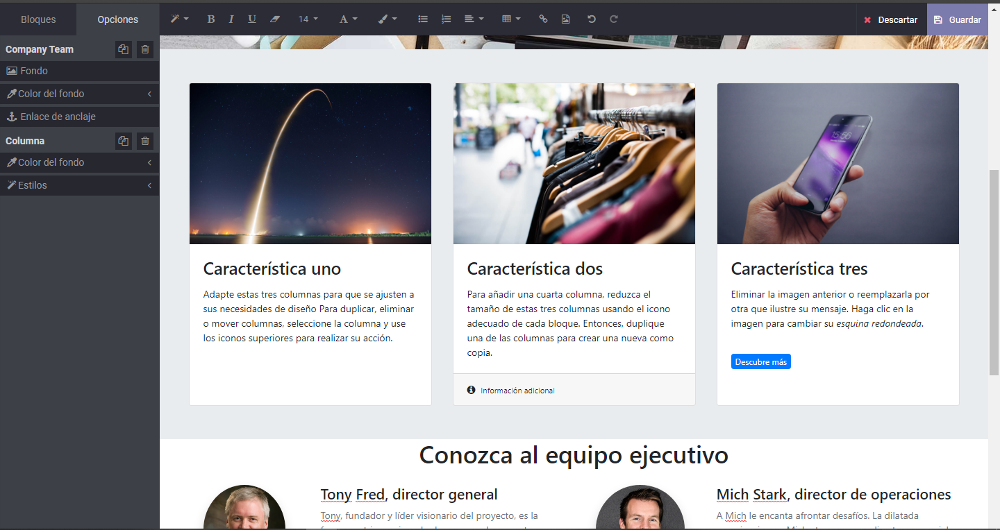 Bloques Opciones
B I U 14 A
Descartar Guardar
Company Team
Fondo
Color del fondo
Enlace de anclaje
Columna
Color del fondo
Estilos
15:56
Característica uno
Adapte estas tres columnas para que se ajusten a
sus necesidades de diseño Para duplicar, eliminar
o mover columnas, seleccione la columna y use
los iconos superiores para realizar su acción.
Característica dos
Para añadir una cuarta columna, reduzca el
tamaño de estas tres columnas usando el icono
adecuado de cada bloque. Entonces, duplique
una de las columnas para crear una nueva como
copia.
Información adicional
Característica tres
Eliminar la imagen anterior o reemplazarla por
otra que ilustre su mensaje. Haga clic en la
imagen para cambiar su esquina redondeada.
Descubre más
Conozca al equipo ejecutivo
Tony Fred, director general
Tony, fundador y líder visionario del proyecto, es la
Mich Stark, director de operaciones
A Mich le encanta afrontar desafíos. La dilatada